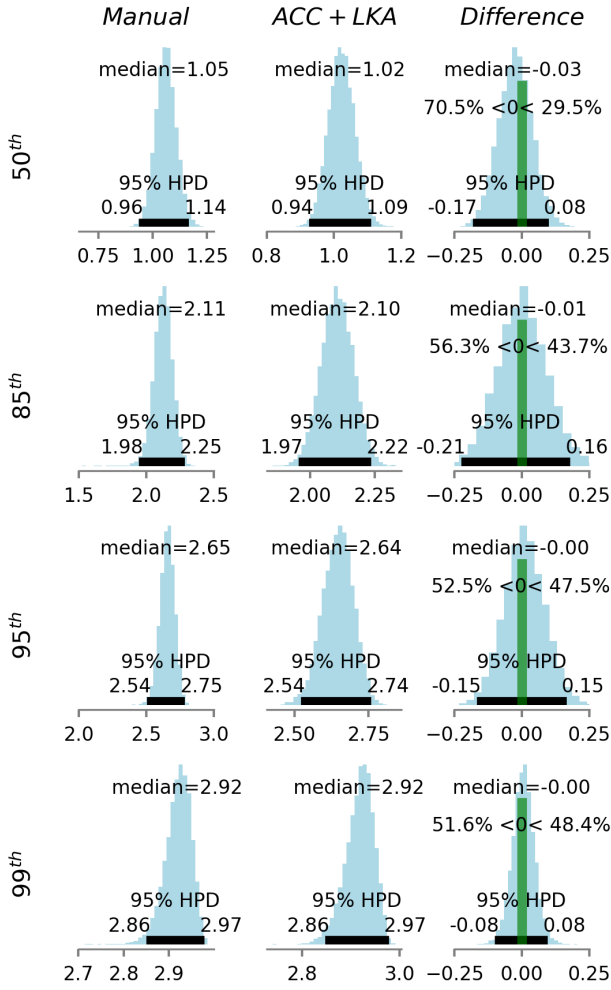 Manual ACC + LKA Difference
50th
median=1.05 median=1.02 median=-0.03
70.5% <0< 29.5%
95% HPD 95% HPD 95% HPD
0.96 1.14 0.94 1.09 -0.17 0.08
0.75 1.00 1.25 0.8 1.0 1.2 −0.25 0.00 0.25
85th
median=2.11 median=2.10 median=-0.01
56.3% <0< 43.7%
95% HPD 95% HPD 95% HPD
1.98 2.25 1.97 2.22 -0.21 0.16
1.5 2.0 2.5 2.00 2.25 −0.25 0.00 0.25
95th
median=2.65 median=2.64 median=-0.00
52.5% <0< 47.5%
95% HPD 95% HPD 95% HPD
2.54 2.75 2.54 2.74 -0.15 0.15
2.0 2.5 3.0 2.50 2.75 −0.25 0.00 0.25
99th
median=2.92 median=2.92 median=-0.00
51.6% <0< 48.4%
95% HPD 95% HPD 95% HPD
2.86 2.97 2.86 2.97 -0.08 0.08
2.7 2.8 2.9 2.8 3.0 −0.25 0.00 0.25